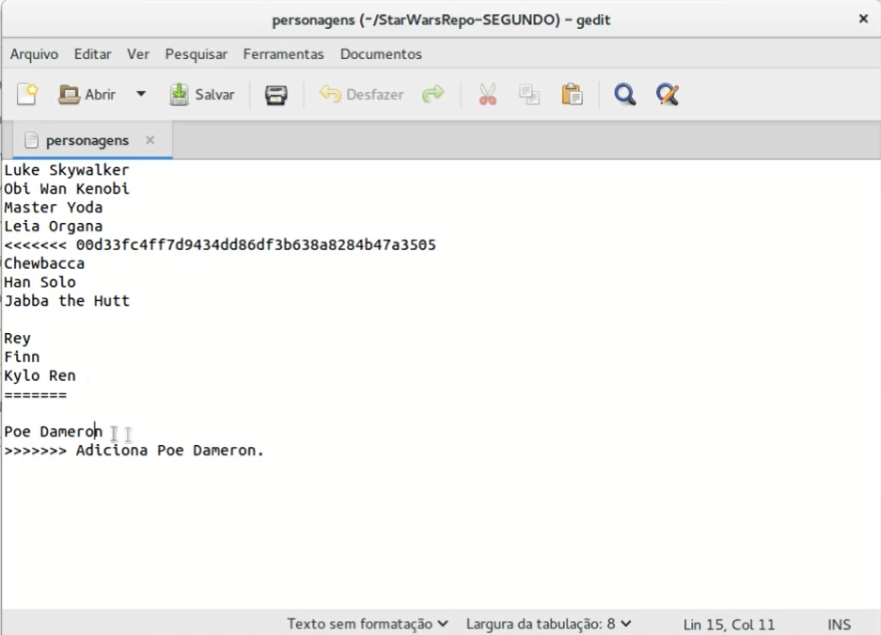 personagens (~/StarWarsRepo-SEGUNDO) – gedit
Arquivo Editar Ver Pesquisar Ferramentas Documentos
Abrir Salvar Desfazer
personagens
Luke Skywalker
Obi Wan Kenobi
Master Yoda
Leia Organa
<<<<<<< 00d33fc4ff7d9434dd86df3b638a8284b47a3505
Chewbacca
Han Solo
Jabba the Hutt
Rey
Finn
Kylo Ren
=======
Poe Dameron
>>>>>>> Adiciona Poe Dameron.
Texto sem formatação Largura da tabulação: 8 Lin 15, Col 11 INS